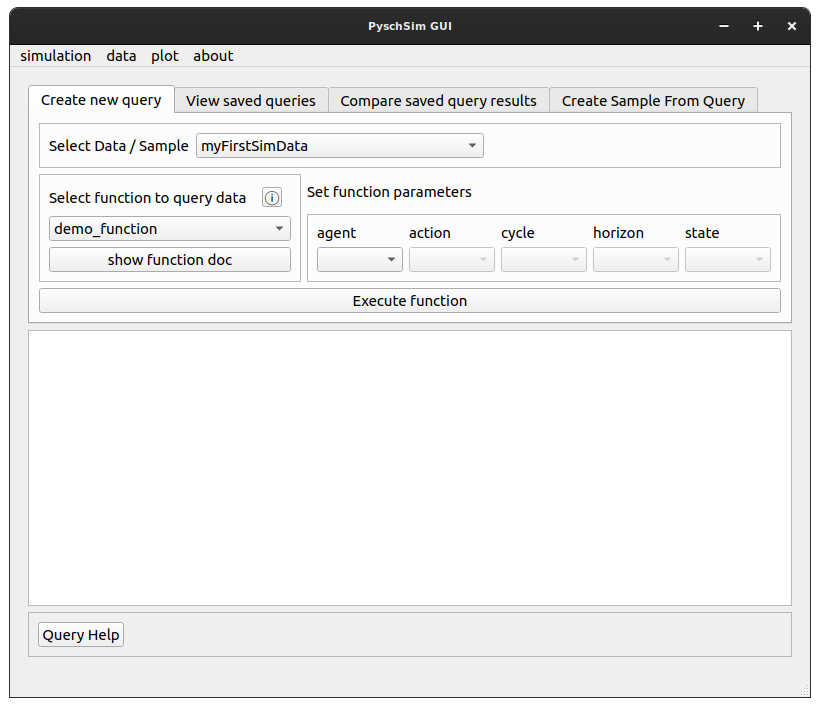 PyschSim GUI
simulation data plot about
Create new query View saved queries Compare saved query results Create Sample From Query
Select Data / Sample myFirstSimData
Select function to query data
Set function parameters
demo_function
agent action cycle horizon state
show function doc
Execute function
Query Help